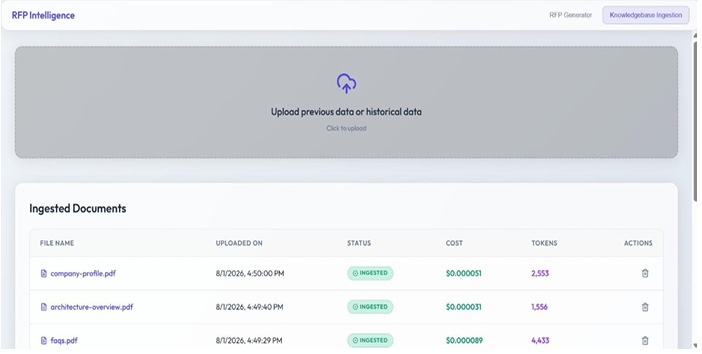 RFP Intelligence
RFP Generator
Knowledgebase Ingestion
Upload previous data or historical data
Click to upload
Ingested Documents
FILE NAME UPLOADED ON STATUS COST TOKENS ACTIONS
company-profile.pdf 8/1/2026, 4:50:00 PM INGESTED $0.000051 2,553
architecture-overview.pdf 8/1/2026, 4:49:40 PM INGESTED $0.000031 1,556
faqs.pdf 8/1/2026, 4:49:29 PM INGESTED $0.000089 4,433